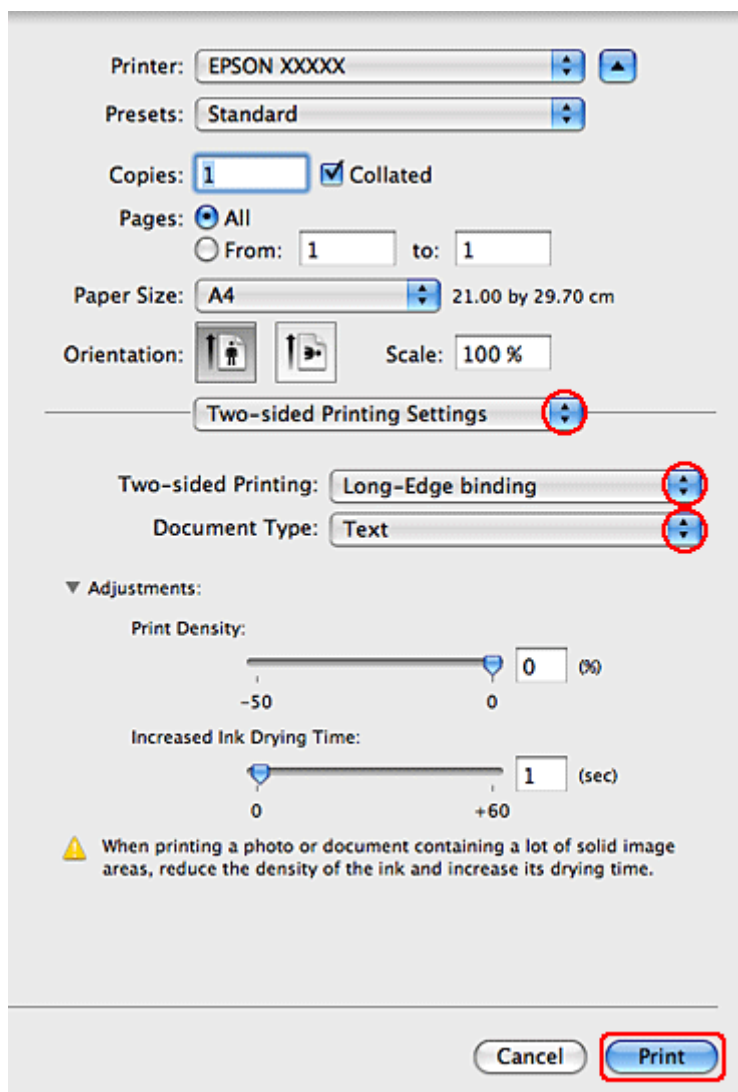 Printer: EPSON XXXXX
Presets: Standard
Copies: 1 Collated
Pages: All
From: 1 to: 1
Paper Size: A4 21.00 by 29.70 cm
Orientation: Scale: 100 %
Two-sided Printing Settings
Two-sided Printing: Long-Edge binding
Document Type: Text
Adjustments:
Print Density:
0 (%)
-50 0
Increased Ink Drying Time:
1 (sec)
0 +60
When printing a photo or document containing a lot of solid image
areas, reduce the density of the ink and increase its drying time.
Cancel Print